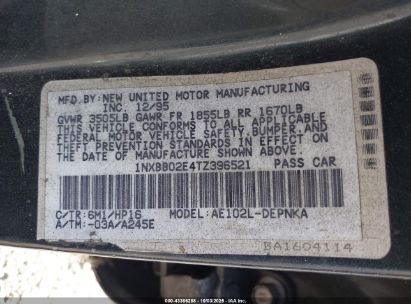 MFD.BY:NEW UNITED MOTOR MANUFACTURING
INC. 12/95
GVWR 3505LB GAWR FR 1855LB RR 1670LB
THIS VEHICLE CONFORMS TO ALL APPLICABLE
FEDERAL MOTOR VEHICLE SAFETY,BUMPER,AND
THEFT PREVENTION STANDARDS IN EFFECT ON
THE DATE OF MANUFACTURE SHOWN ABOVE.
1NXBB02E4TZ396521 PASS CAR
C/TR:6M1/HP16 MODEL:AE102L-DEPNKA
A/TM:-03A/A245E
BA1604114